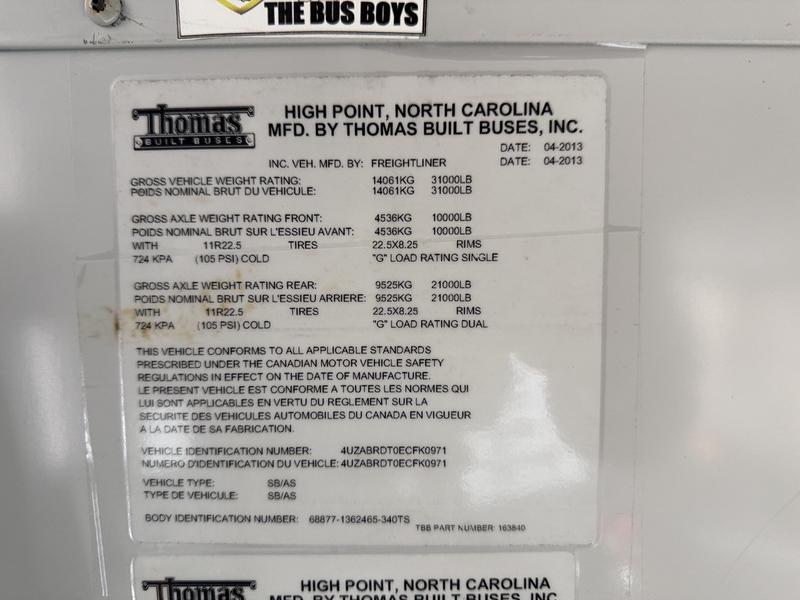 THE BUS BOYS
Thomas
BUILT BUSES
HIGH POINT, NORTH CAROLINA
MFD. BY THOMAS BUILT BUSES, INC.
DATE: 04-2013
INC. VEH. MFD. BY: FREIGHTLINER DATE: 04-2013
GROSS VEHICLE WEIGHT RATING: 14061KG 31000LB
POIDS NOMINAL BRUT DU VEHICULE: 14061KG 31000LB
GROSS AXLE WEIGHT RATING FRONT: 4536KG 10000LB
POIDS NOMINAL BRUT SUR L'ESSIEU AVANT: 4536KG 10000LB
WITH 11R22.5 TIRES 22.5X8.25 RIMS
724 KPA (105 PSI) COLD "G" LOAD RATING SINGLE
GROSS AXLE WEIGHT RATING REAR: 9525KG 21000LB
POIDS NOMINAL BRUT SUR L'ESSIEU ARRIERE: 9525KG 21000LB
WITH 11R22.5 TIRES 22.5X8.25 RIMS
724 KPA (105 PSI) COLD "G" LOAD RATING DUAL
THIS VEHICLE CONFORMS TO ALL APPLICABLE STANDARDS
PRESCRIBED UNDER THE CANADIAN MOTOR VEHICLE SAFETY
REGULATIONS IN EFFECT ON THE DATE OF MANUFACTURE.
LE PRESENT VEHICLE EST CONFORME A TOUTES LES NORMES QUI
LUI SONT APPLICABLES EN VERTU DU REGLEMENT SUR LA
SECURITE DES VEHICULES AUTOMOBILES DU CANADA EN VIGUEUR
A LA DATE DE SA FABRICATION.
VEHICLE IDENTIFICATION NUMBER: 4UZABRDT0ECFK0971
NUMERO D'IDENTIFICATION DU VEHICLE: 4UZABRDT0ECFK0971
VEHICLE TYPE: SB/AS
TYPE DE VEHICULE: SB/AS
BODY IDENTIFICATION NUMBER: 68877-1362465-340TS
TBB PART NUMBER: 163840
Thomas
HIGH POINT, NORTH CAROLINA
MFD. BY THOMAS BUILT BUSES, INC.